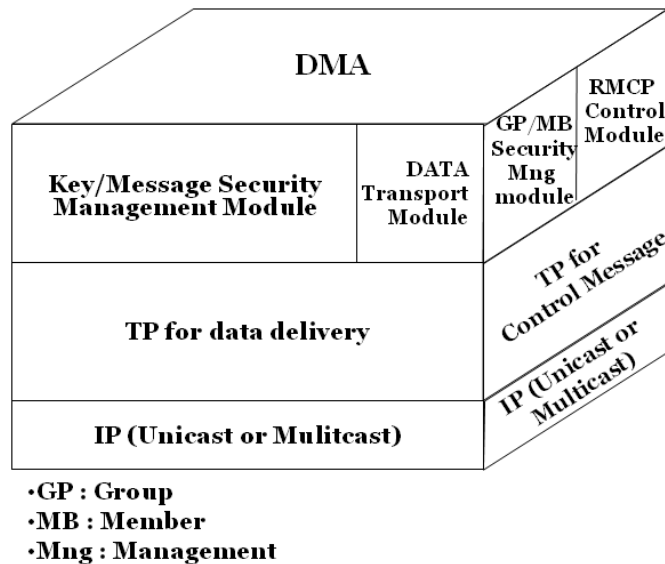 DMA
Key/Message Security
Management Module
DATA
Transport
Module
GP/MB
Security
Mng
module
RMCP
Control
Module
TP for data delivery
TP for
Control Message
IP (Unicast or Mulitcast)
IP (Unicast or
Multicast)
•GP : Group
•MB : Member
•Mng : Management